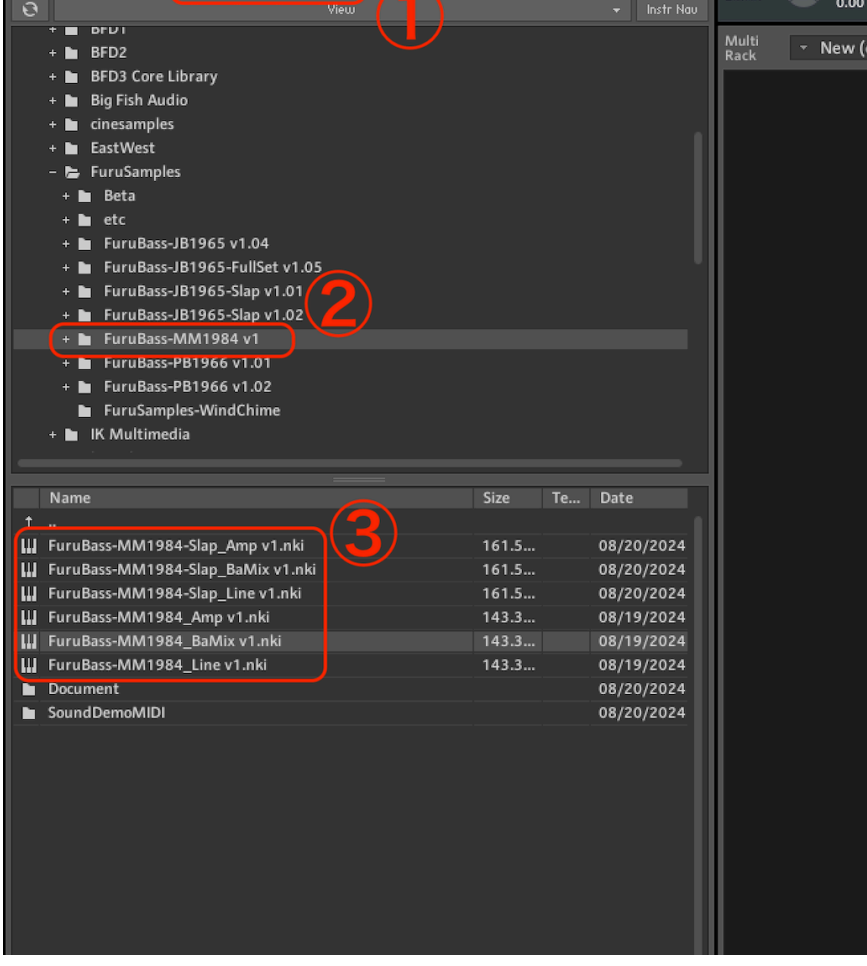 View
①
Instr Nav
0.00
Multi
Rack
New (
BFD1
BFD2
BFD3 Core Library
Big Fish Audio
cinesamples
EastWest
FuruSamples
Beta
etc
FuruBass-JB1965 v1.04
FuruBass-JB1965-FullSet v1.05
FuruBass-JB1965-Slap v1.01
②
FuruBass-JB1965-Slap v1.02
FuruBass-MM1984 v1
FuruBass-PB1966 v1.01
FuruBass-PB1966 v1.02
FuruSamples-WindChime
IK Multimedia
Name Size Te... Date
..
③
FuruBass-MM1984-Slap_Amp v1.nki 161.5... 08/20/2024
FuruBass-MM1984-Slap_BaMix v1.nki 161.5... 08/20/2024
FuruBass-MM1984-Slap_Line v1.nki 161.5... 08/20/2024
FuruBass-MM1984_Amp v1.nki 143.3... 08/19/2024
FuruBass-MM1984_BaMix v1.nki 143.3... 08/19/2024
FuruBass-MM1984_Line v1.nki 143.3... 08/19/2024
Document 08/20/2024
SoundDemoMIDI 08/20/2024